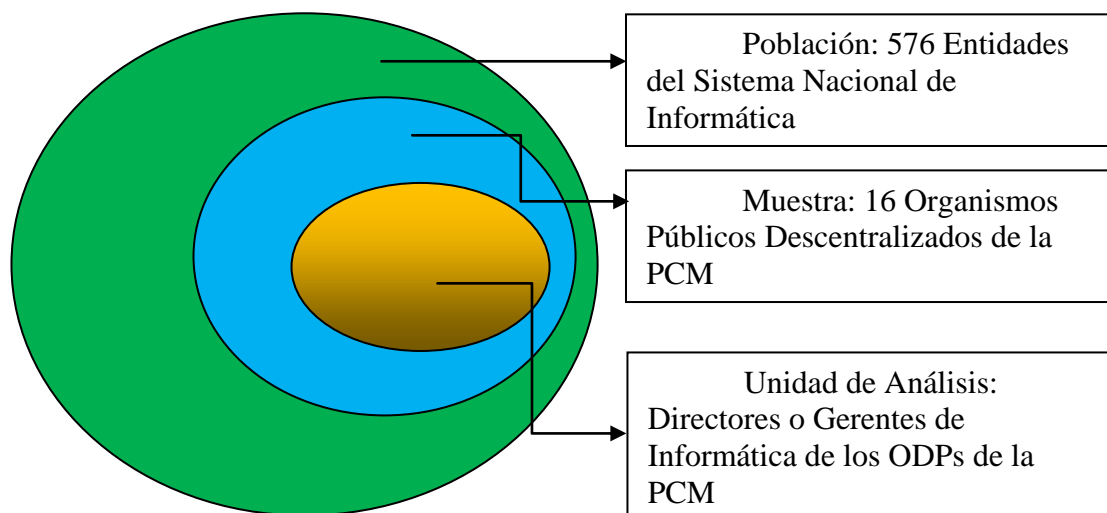 Población: 576 Entidades
del Sistema Nacional de
Informática
Muestra: 16 Organismos
Públicos Descentralizados de la
PCM
Unidad de Análisis:
Directores o Gerentes de
Informática de los ODPs de la
PCM